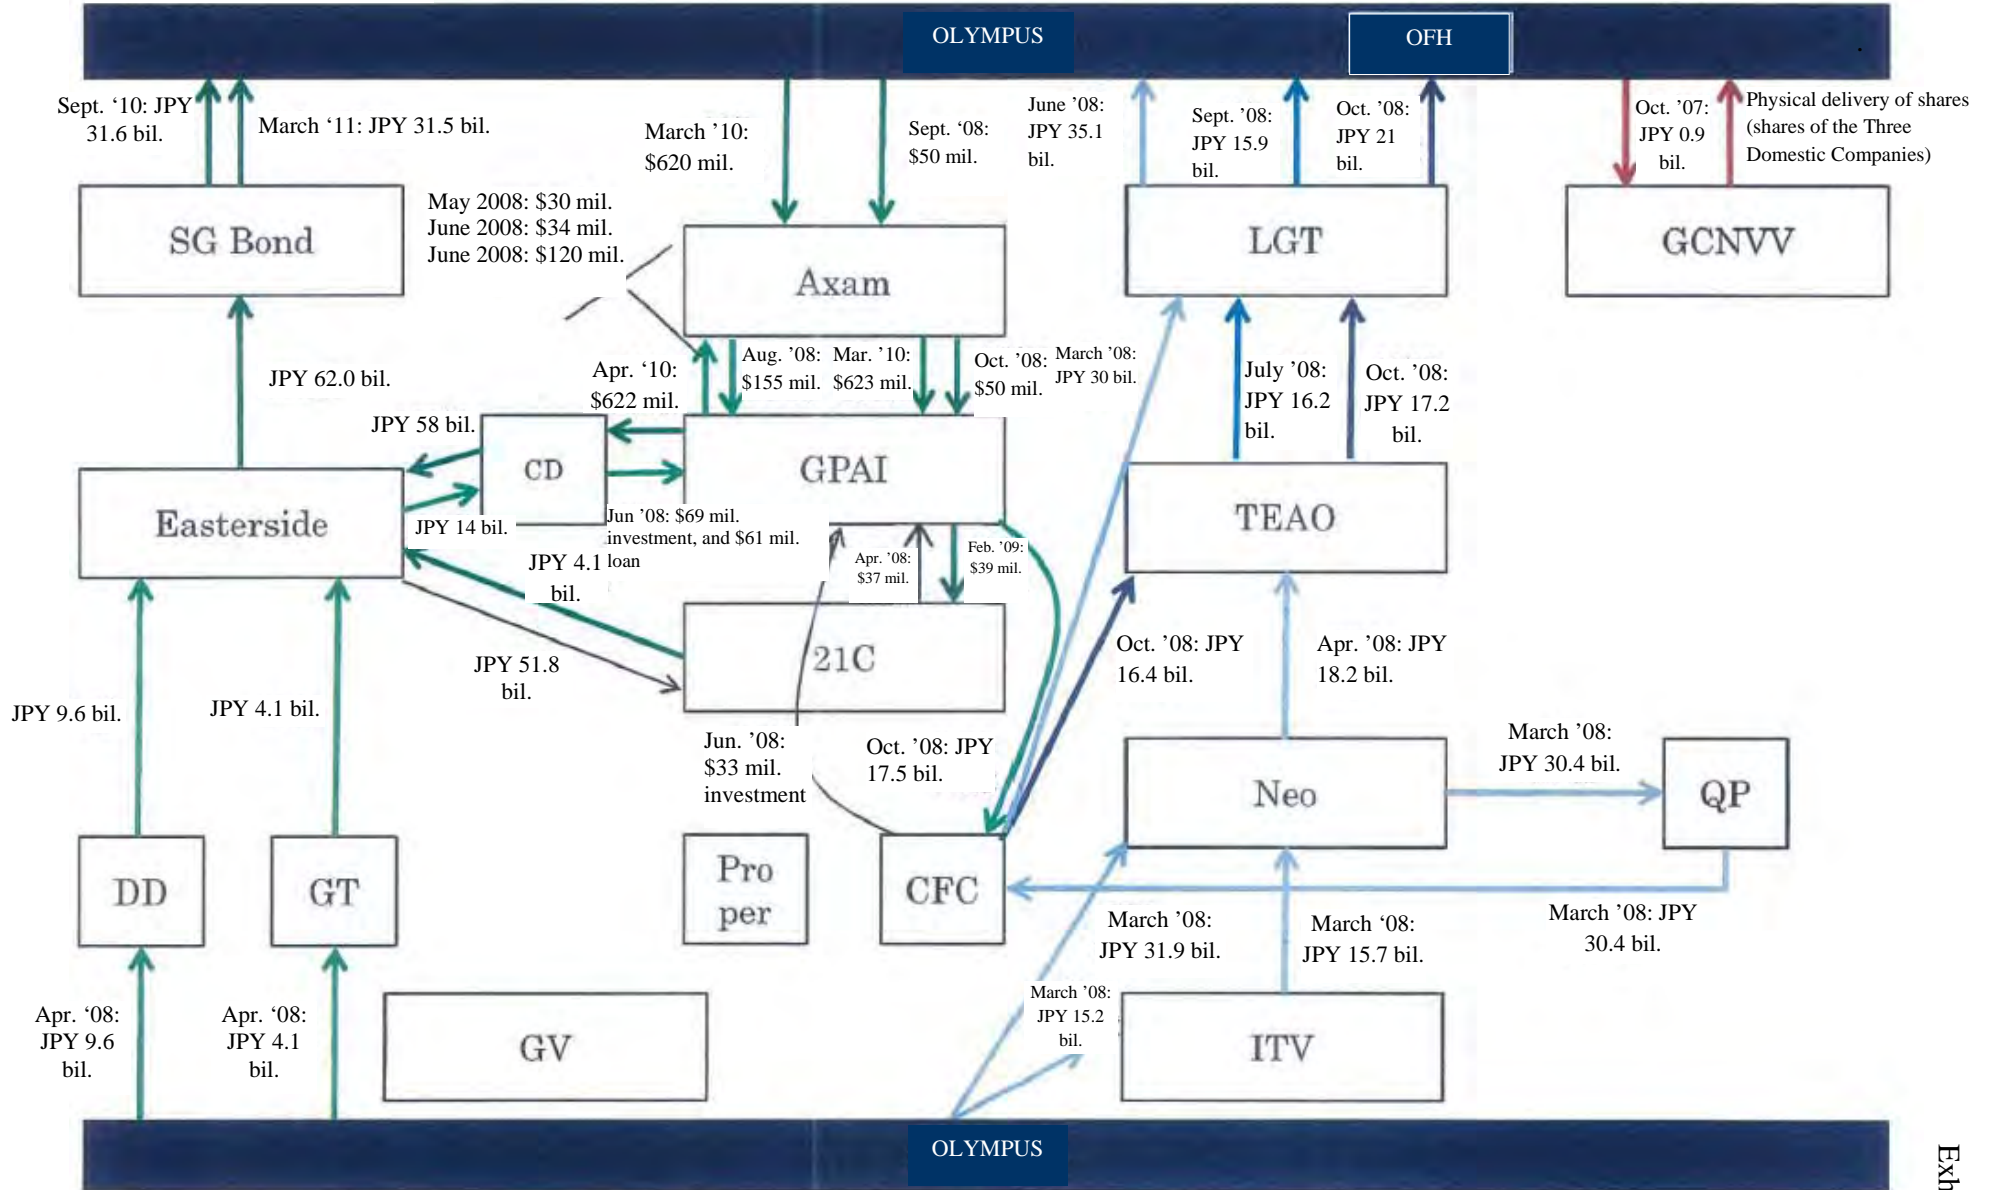 OLYMPUS
OFH
Sept. ‘10: JPY
31.6 bil.
March ‘11: JPY 31.5 bil.
March ’10:
$620 mil.
Sept. ‘08:
$50 mil.
June ’08:
JPY 35.1
bil.
Sept. ‘08:
JPY 15.9
bil.
Oct. ‘08:
JPY 21
bil.
Oct. ‘07:
JPY 0.9
bil.
Physical delivery of shares
(shares of the Three
Domestic Companies)
SG Bond
May 2008: $30 mil.
June 2008: $34 mil.
June 2008: $120 mil.
Axam
LGT
GCNVV
JPY 62.0 bil.
Apr. ‘10:
$622 mil.
Aug. ’08:
$155 mil.
Mar. ’10:
$623 mil.
Oct. ’08:
$50 mil.
March ’08:
JPY 30 bil.
July ’08:
JPY 16.2
bil.
Oct. ’08:
JPY 17.2
bil.
JPY 58 bil.
CD
GPAI
Easterside
JPY 14 bil.
TEAO
Jun ’08: $69 mil.
investment, and $61 mil.
loan
JPY 4.1
bil.
Apr. ’08:
$37 mil.
Feb. ’09:
$39 mil.
21C
JPY 51.8
bil.
Oct. ’08: JPY
16.4 bil.
Apr. ’08: JPY
18.2 bil.
JPY 9.6 bil.
JPY 4.1 bil.
Jun. ’08:
$33 mil.
investment
Oct. ’08: JPY
17.5 bil.
Neo
March ’08:
JPY 30.4 bil.
QP
DD
GT
Pro
per
CFC
March ’08:
JPY 31.9 bil.
March ‘08:
JPY 15.7 bil.
March ’08: JPY
30.4 bil.
Apr. ‘08:
JPY 9.6
bil.
Apr. ‘08:
JPY 4.1
bil.
GV
March ’08:
JPY 15.2
bil.
ITV
OLYMPUS
Exh